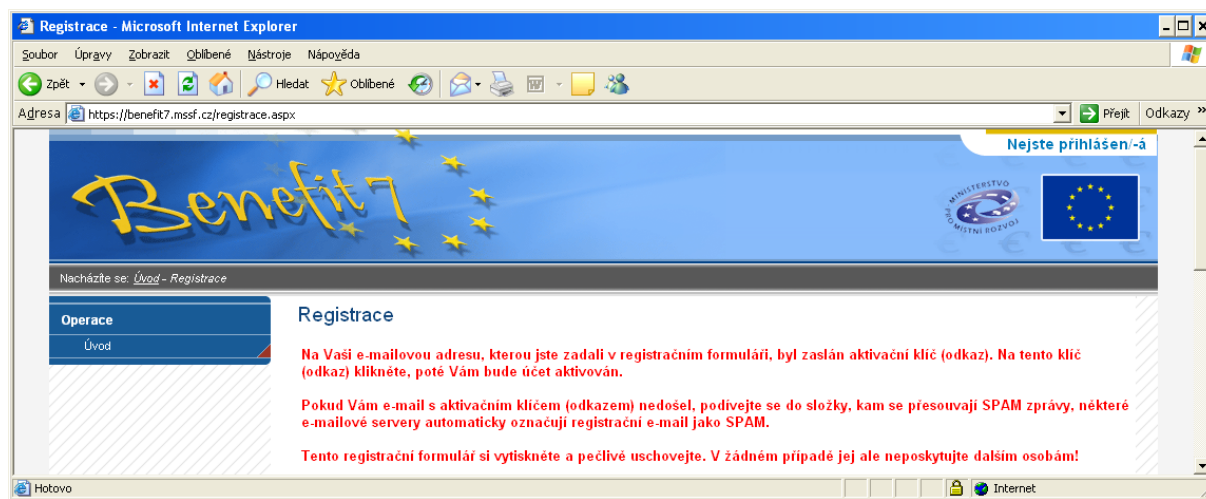 Registrace - Microsoft Internet Explorer
Soubor Úpravy Zobrazit Oblíbené Nástroje Nápověda
Zpět Hledat Oblíbené
Adresa https://benefit7.mssf.cz/registrace.aspx Přejít Odkazy »
Nejste přihlášen/-á
Benefit 7
MINISTERSTVO
PRO MÍSTNÍ ROZVOJ
Nacházíte se: Úvod - Registrace
Operace
Úvod
Registrace
Na Vaši e-mailovou adresu, kterou jste zadali v registračním formuláři, byl zaslán aktivační klíč (odkaz). Na tento klíč
(odkaz) klikněte, poté Vám bude účet aktivován.
Pokud Vám e-mail s aktivačním klíčem (odkazem) nedošel, podívejte se do složky, kam se přesouvají SPAM zprávy, některé
e-mailové servery automaticky označují registrační e-mail jako SPAM.
Tento registrační formulář si vytiskněte a pečlivě uschovejte. V žádném případě jej ale neposkytujte dalším osobám!
Hotovo Internet